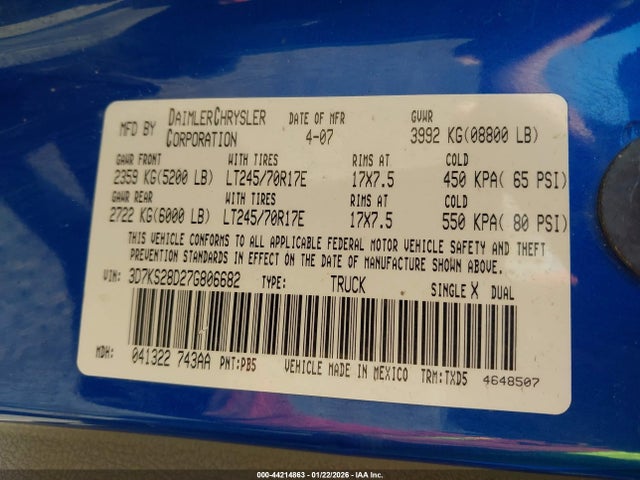 MFD BY DAIMLERCHRYSLER CORPORATION DATE OF MFR 4-07 GVWR 3992 KG(08800 LB)
GAWR FRONT WITH TIRES RIMS AT COLD
2359 KG(5200 LB) LT245/70R17E 17X7.5 450 KPA( 65 PSI)
GAWR REAR WITH TIRES RIMS AT COLD
2722 KG(6000 LB) LT245/70R17E 17X7.5 550 KPA( 80 PSI)
THIS VEHICLE CONFORMS TO ALL APPLICABLE FEDERAL MOTOR VEHICLE SAFETY AND THEFT
PREVENTION STANDARDS IN EFFECT ON THE DATE OF MANUFACTURE SHOWN ABOVE.
VIN: 3D7KS28D27G806682 TYPE: TRUCK SINGLE X DUAL
MDH: 041322 743AA PNT:PB5 VEHICLE MADE IN MEXICO TRM:TXD5 4648507
000-44214863 - 01/22/2026 - IAA Inc.